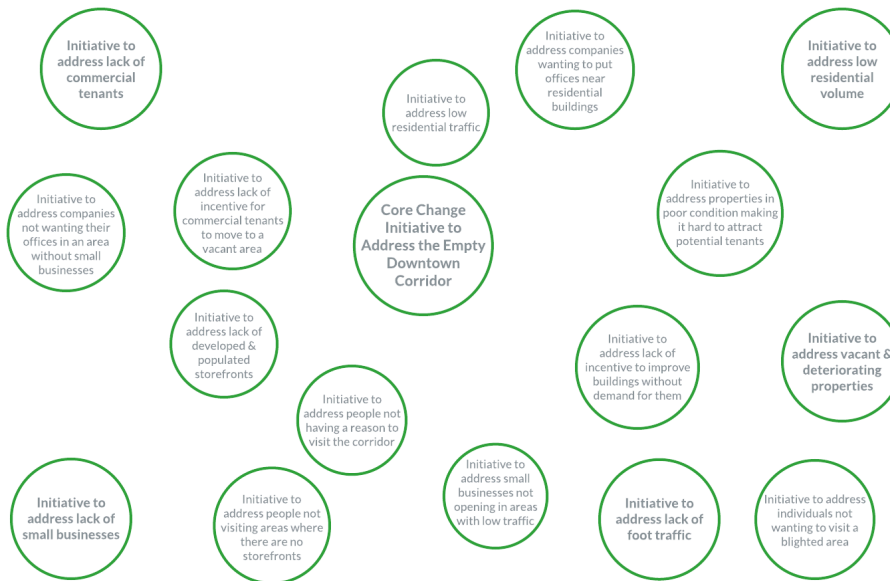 Initiative to
address lack of
commercial
tenants
Initiative to
address low
residential traffic
Initiative to
address companies
wanting to put
offices near
residential
buildings
Initiative to
address low
residential
volume
Initiative to
address companies
not wanting their
offices in an area
without small
businesses
Initiative to
address lack of
incentive for
commercial tenants
to move to a
vacant area
Core Change
Initiative to
Address the Empty
Downtown
Corridor
Initiative to
address properties in
poor condition making
it hard to attract
potential tenants
Initiative to
address lack of
developed &
populated
storefronts
Initiative to
address people not
having a reason to
visit the corridor
Initiative to
address lack of
incentive to improve
buildings without
demand for them
Initiative to
address vacant &
deteriorating
properties
Initiative to
address lack of
small businesses
Initiative to
address people not
visiting areas where
there are no
storefronts
Initiative to
address small
businesses not
opening in areas
with low traffic
Initiative to
address lack of
foot traffic
Initiative to address
individuals not
wanting to visit a
blighted area